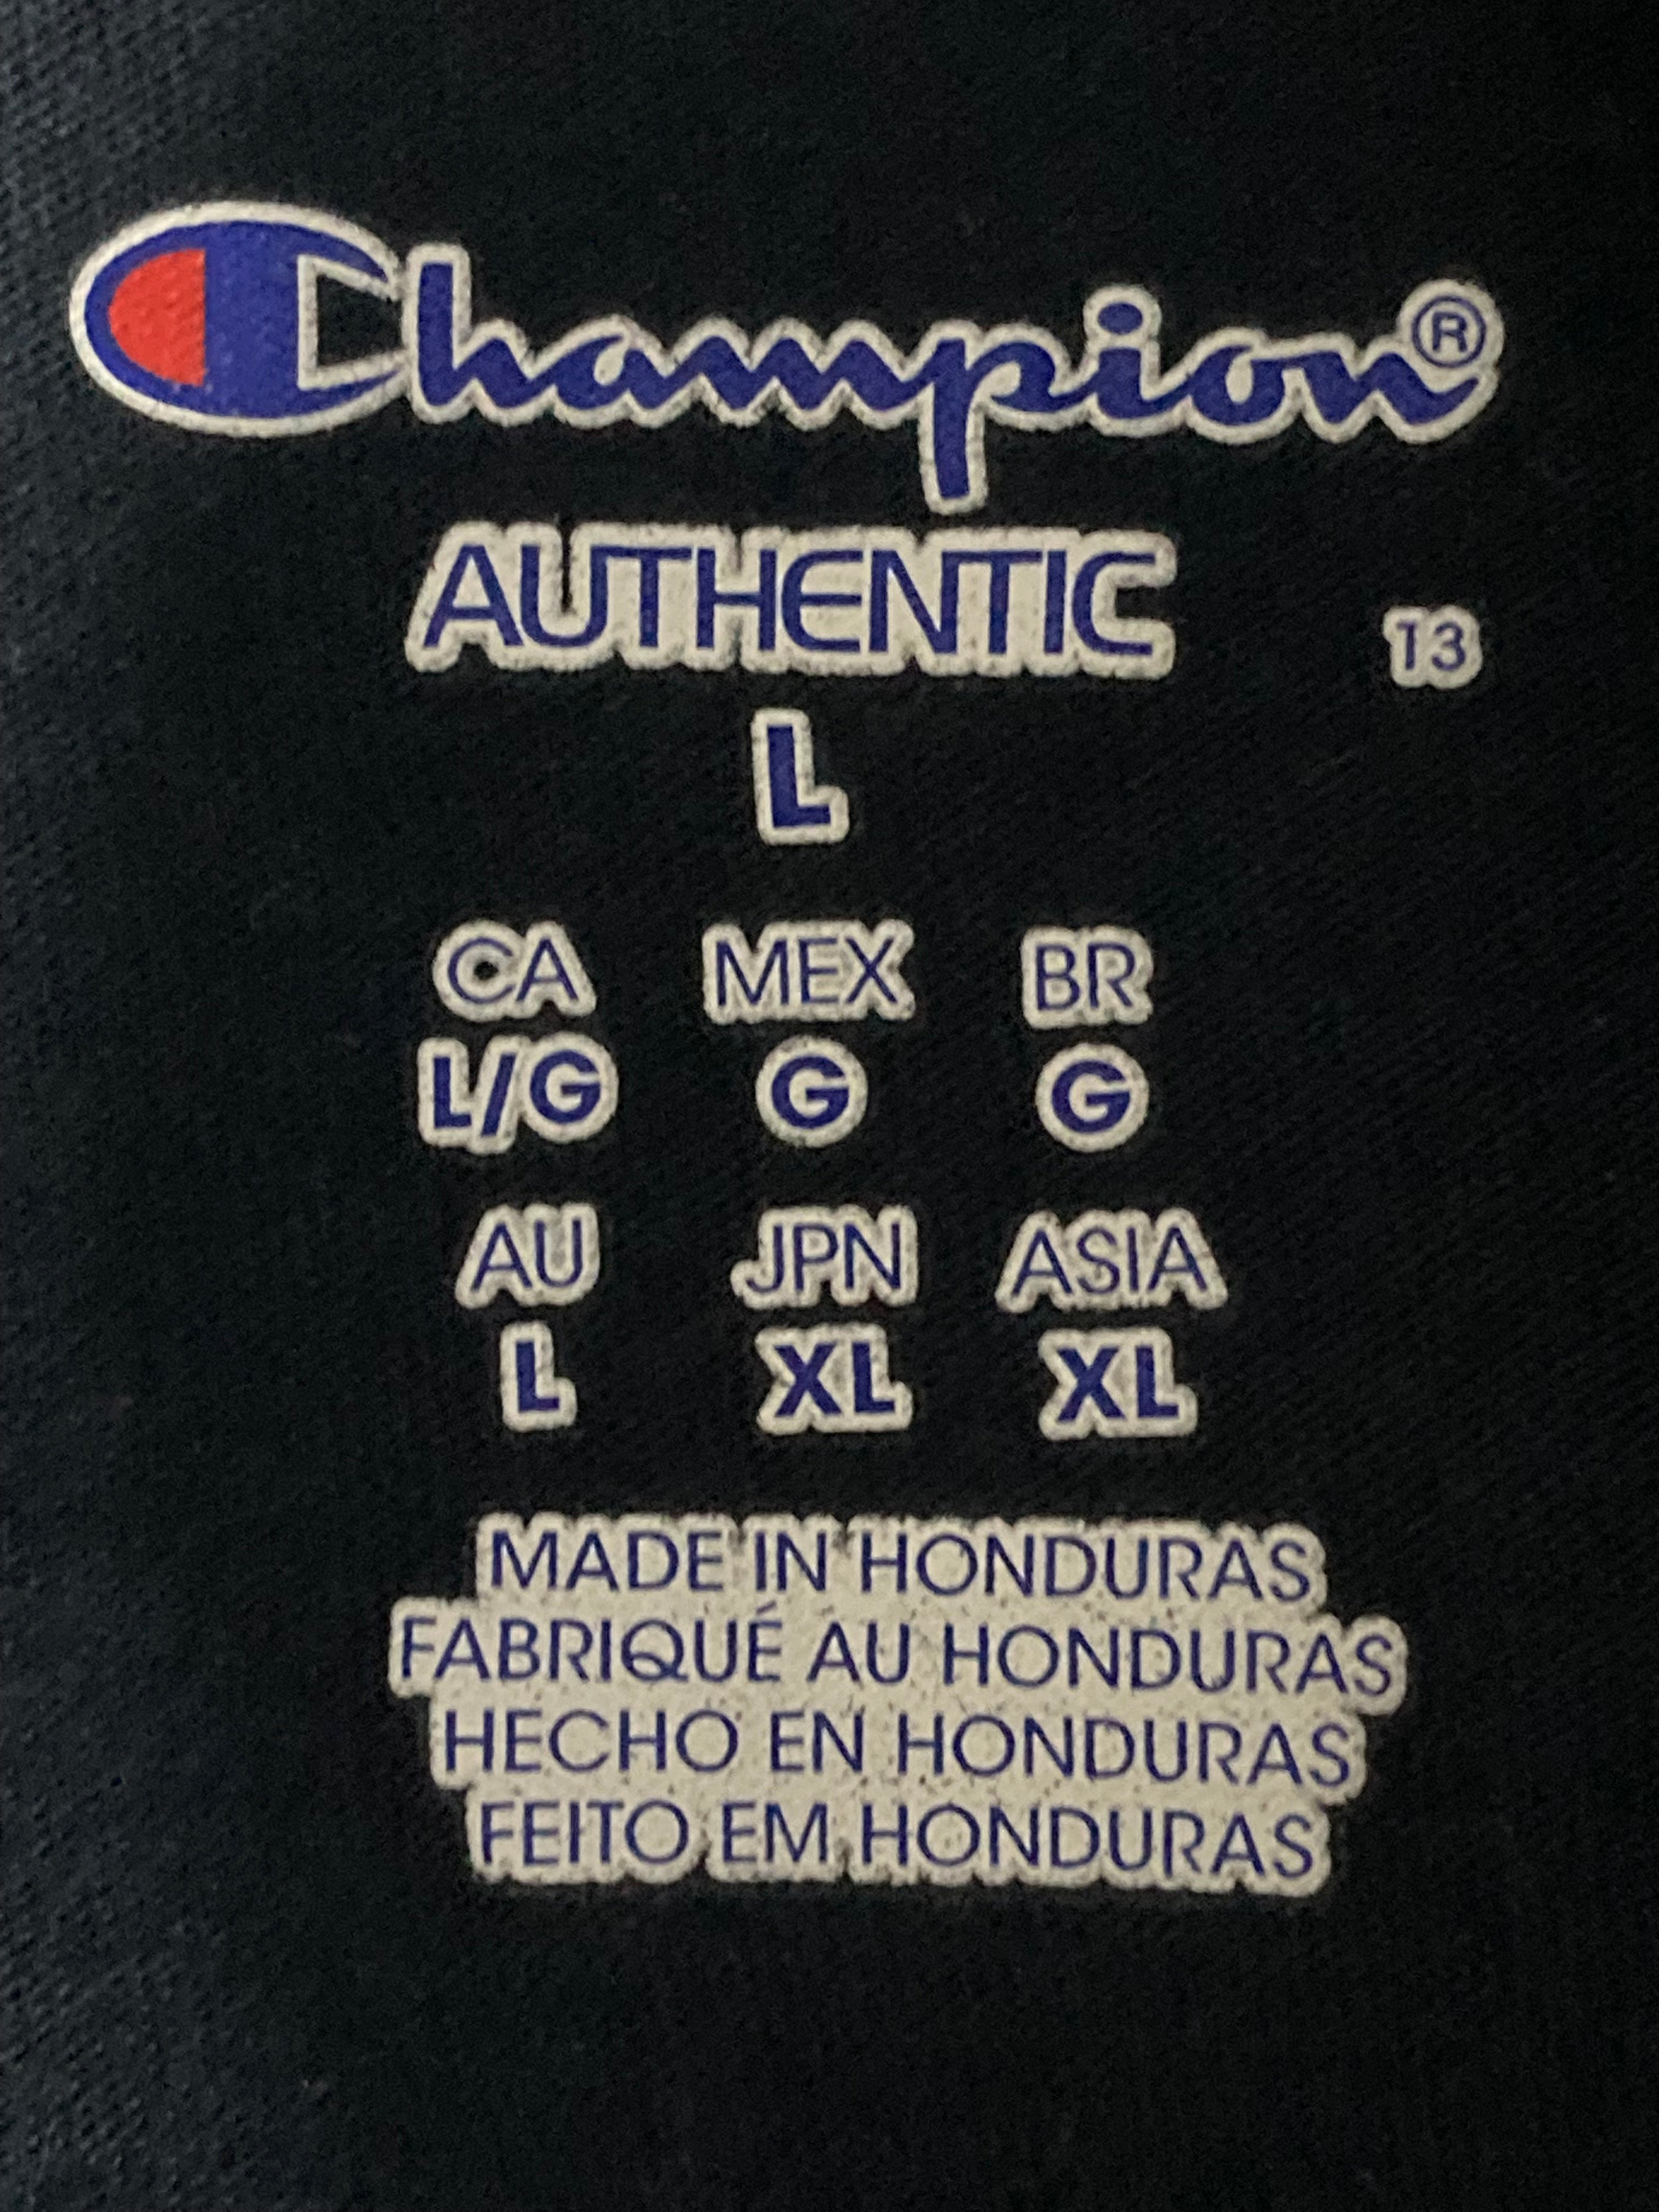 Champion®
AUTHENTIC
13
L
CA MEX BR
L/G G G
AU JPN ASIA
L XL XL
MADE IN HONDURAS
FABRIQUÉ AU HONDURAS
HECHO EN HONDURAS
FEITO EM HONDURAS